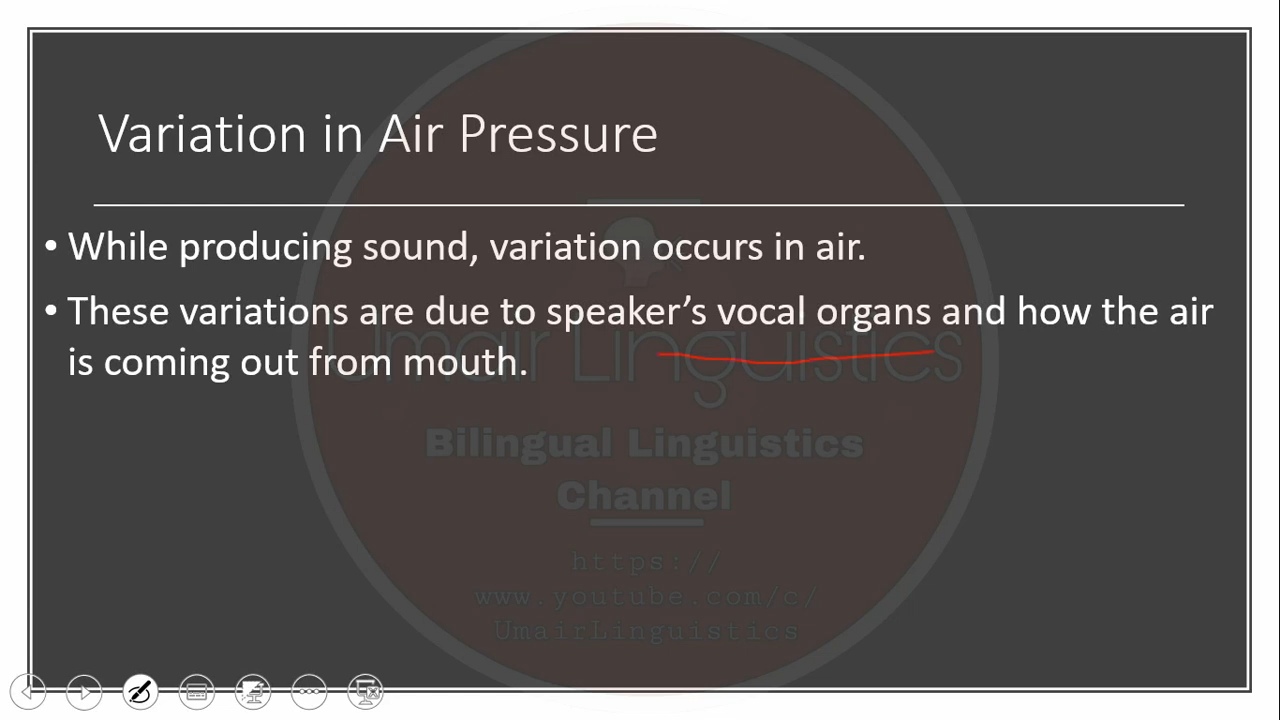 Variation in Air Pressure
• While producing sound, variation occurs in air.
• These variations are due to speaker’s vocal organs and how the air
is coming out from mouth.
Umair Linguistics
Bilingual Linguistics
Channel
https://
www.youtube.com/c/
UmairLinguistics